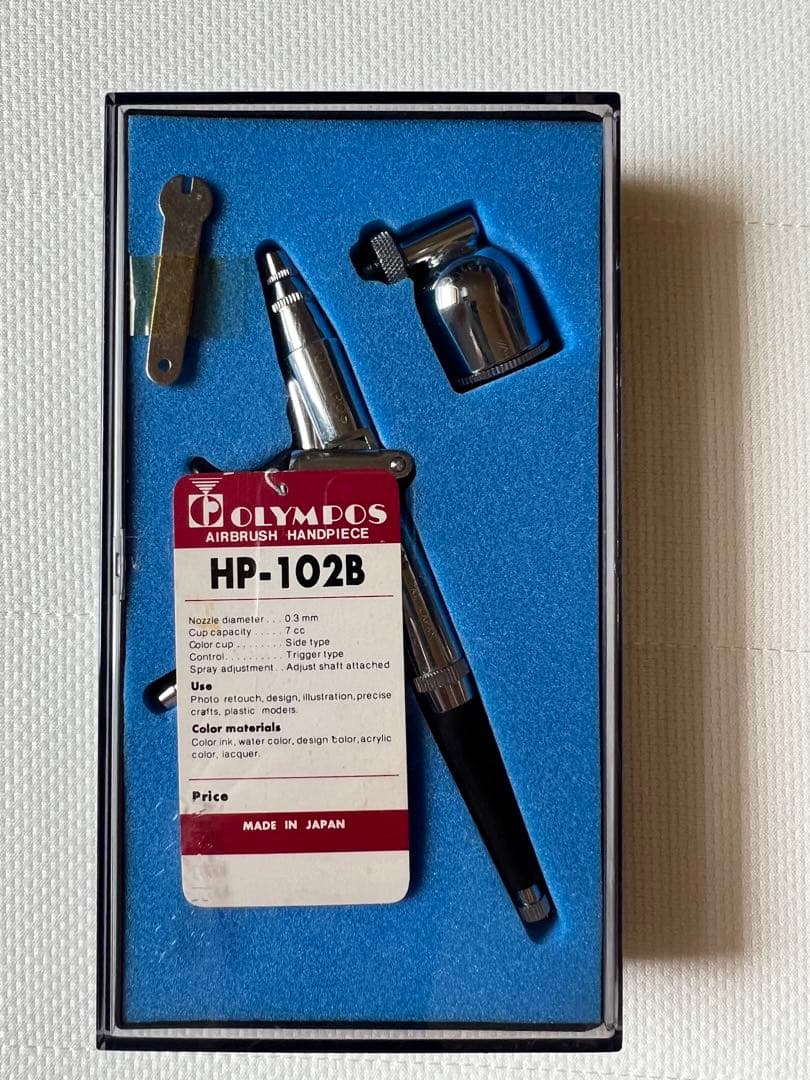 OLYMPOS
AIRBRUSH HANDPIECE
HP-102B
Nozzle diameter . . . 0.3 mm
Cup capacity . . . . . 7 cc
Color cup . . . . . . . . Side type
Control . . . . . . . . . . Trigger type
Spray adjustment . . Adjust shaft attached
Use
Photo retouch, design, illustration, precise
crafts, plastic models.
Color materials
Color ink, water color, design color, acrylic
color, lacquer.
Price
MADE IN JAPAN